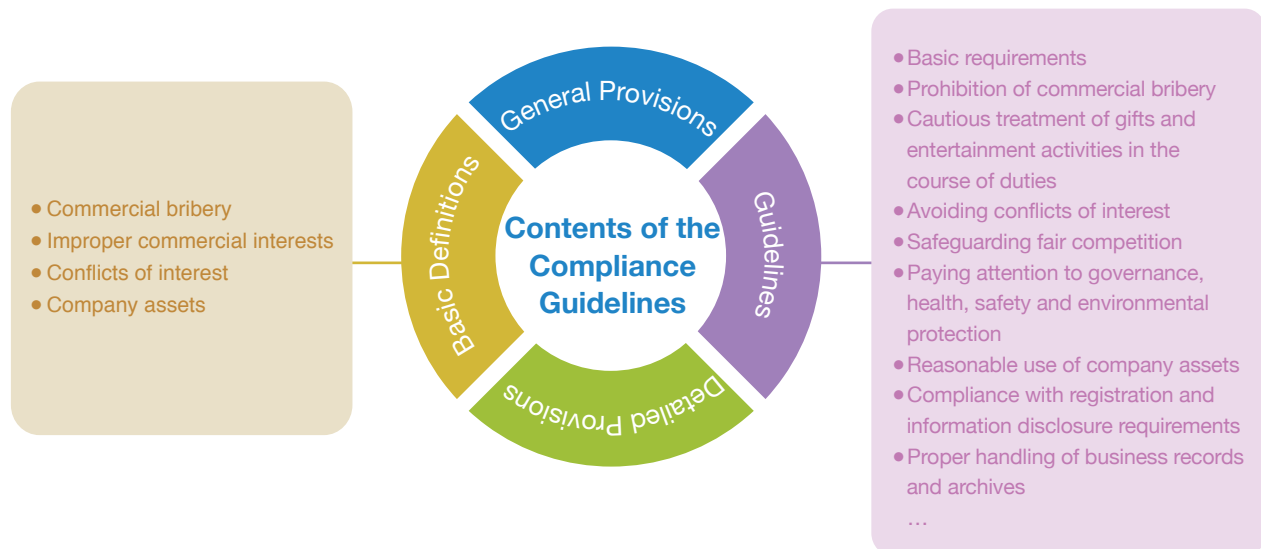 • Commercial bribery
• Improper commercial interests
• Conflicts of interest
• Company assets
General Provisions
Basic Definitions
Contents of the
Compliance
Guidelines
Guidelines
Detailed Provisions
• Basic requirements
• Prohibition of commercial bribery
• Cautious treatment of gifts and
entertainment activities in the
course of duties
• Avoiding conflicts of interest
• Safeguarding fair competition
• Paying attention to governance,
health, safety and environmental
protection
• Reasonable use of company assets
• Compliance with registration and
information disclosure requirements
• Proper handling of business records
and archives
…